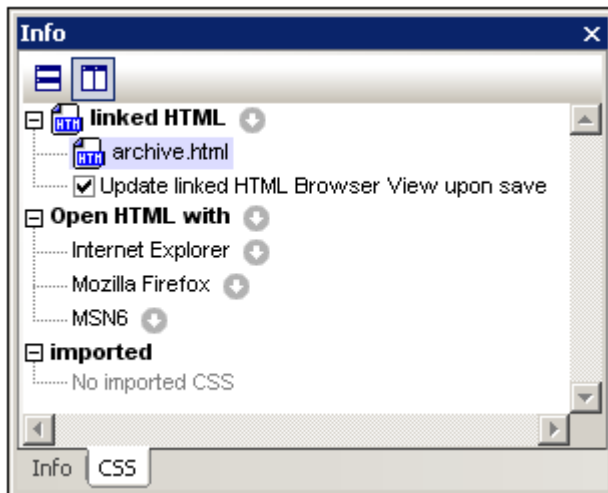 Info
linked HTML
HTM archive.html
Update linked HTML Browser View upon save
Open HTML with
Internet Explorer
Mozilla Firefox
MSN6
imported
No imported CSS
Info CSS